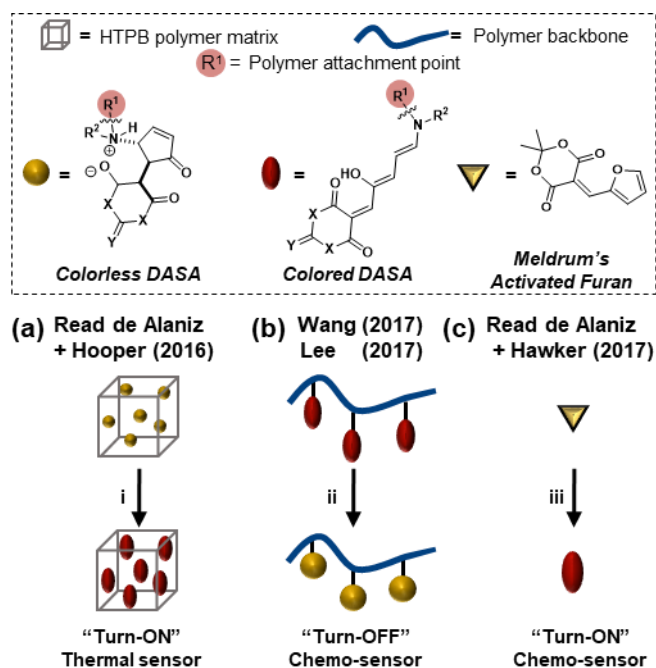 = HTPB polymer matrix
= Polymer backbone
R¹ = Polymer attachment point
R¹
R² N H
⊕
⊖ O O
X X
Y
=
Colorless DASA
R¹
N R²
HO
O
X
Y X O
=
Colored DASA
=
O
O O
O
O
Meldrum's
Activated Furan
(a) Read de Alaniz
+ Hooper (2016)
i
"Turn-ON"
Thermal sensor
(b) Wang (2017)
Lee (2017)
ii
"Turn-OFF"
Chemo-sensor
(c) Read de Alaniz
+ Hawker (2017)
iii
"Turn-ON"
Chemo-sensor